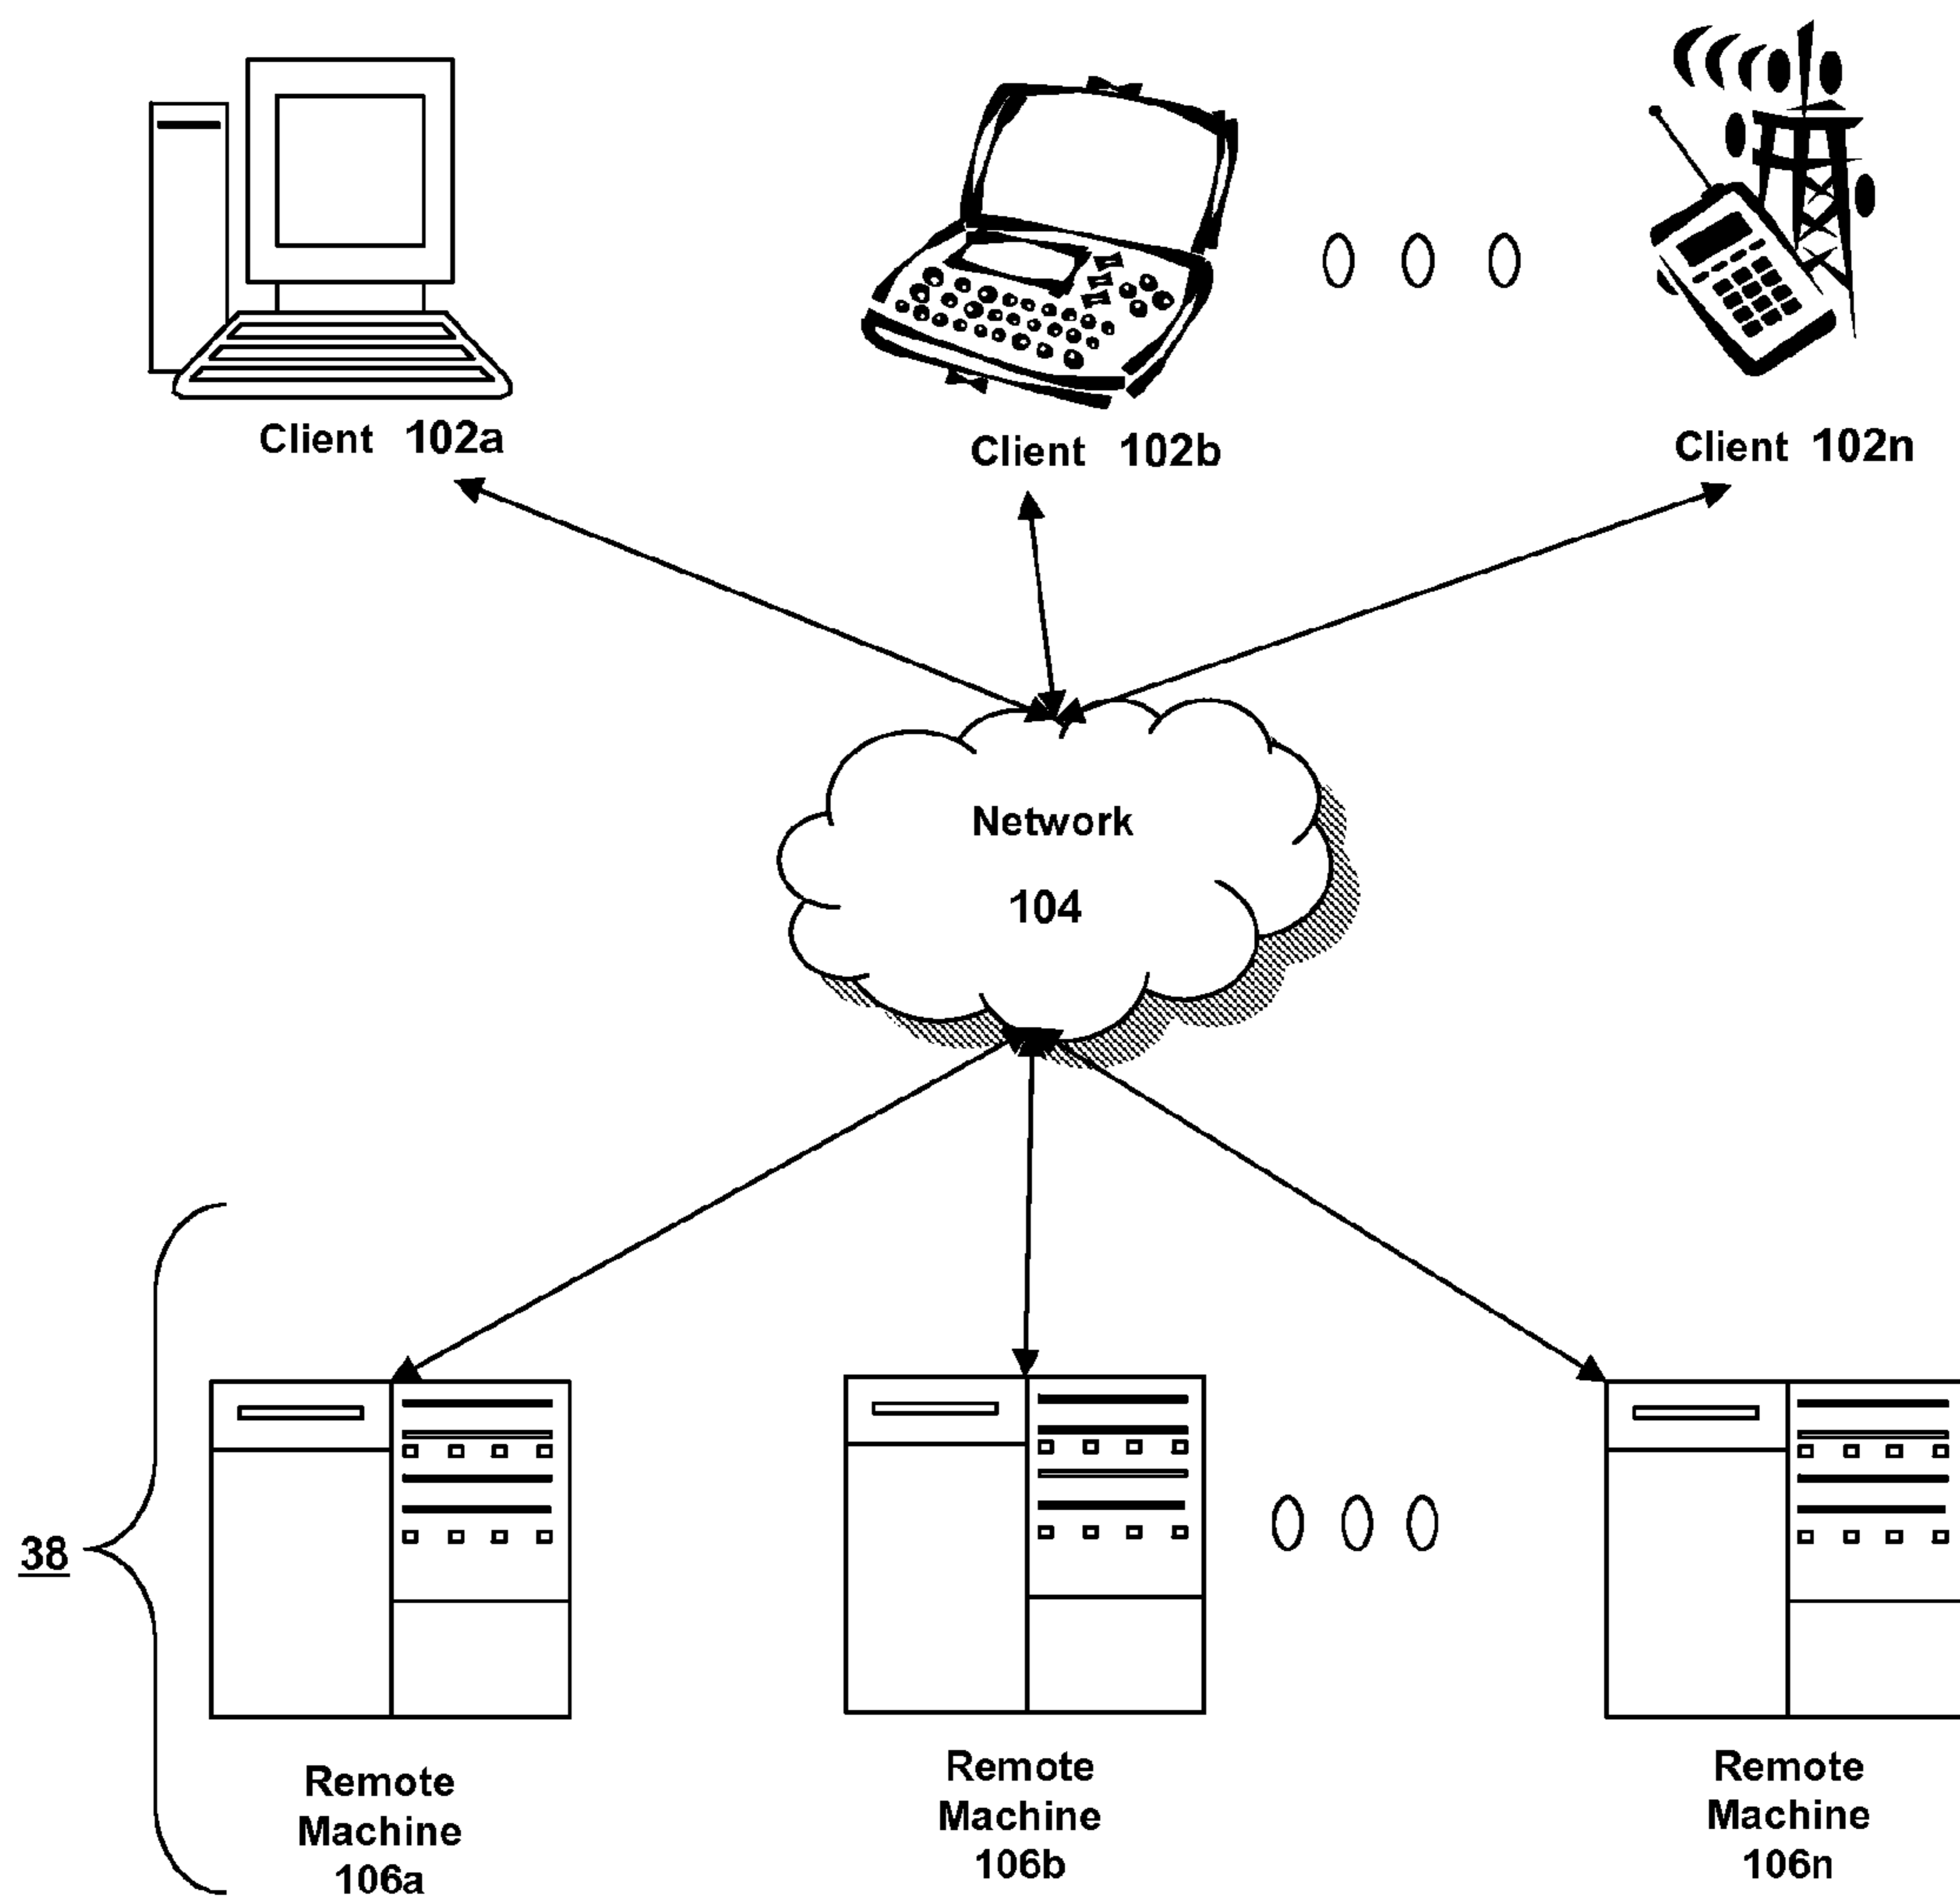 Client 102a
Client 102b
Client 102n
Network
104
38
Remote
Machine
106a
Remote
Machine
106b
Remote
Machine
106n